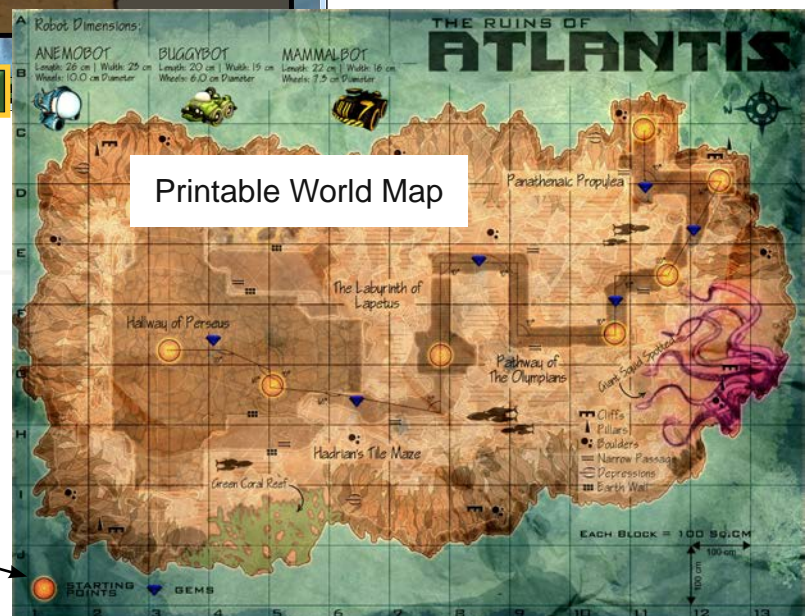 Robot Dimensions:
THE RUINS OF
ATLANTIS
ANEMOBOT
Length: 26 cm | Width: 23 cm
Wheels: 10.0 cm Diameter
BUGGYBOT
Length: 20 cm | Width: 15 cm
Wheels: 6.0 cm Diameter
MAMMALBOT
Length: 22 cm | Width: 16 cm
Wheels: 7.5 cm Diameter
A
B
C
D
E
F
G
H
I
J
N
Printable World Map
Panathenaic Propylea
The Labyrinth of
Lapetus
Hallway of Perseus
Pathway of
The Olympians
Giant Squid Spotted!
Hadrian's Tile Maze
Green Coral Reef
Cliffs
Pillars
Boulders
Narrow Passage
Depressions
Earth Wall
EACH BLOCK = 100 SQ.CM
100 cm
100 cm
STARTING
POINTS
GEMS
1 2 3 4 5 6 7 8 9 10 11 12 13